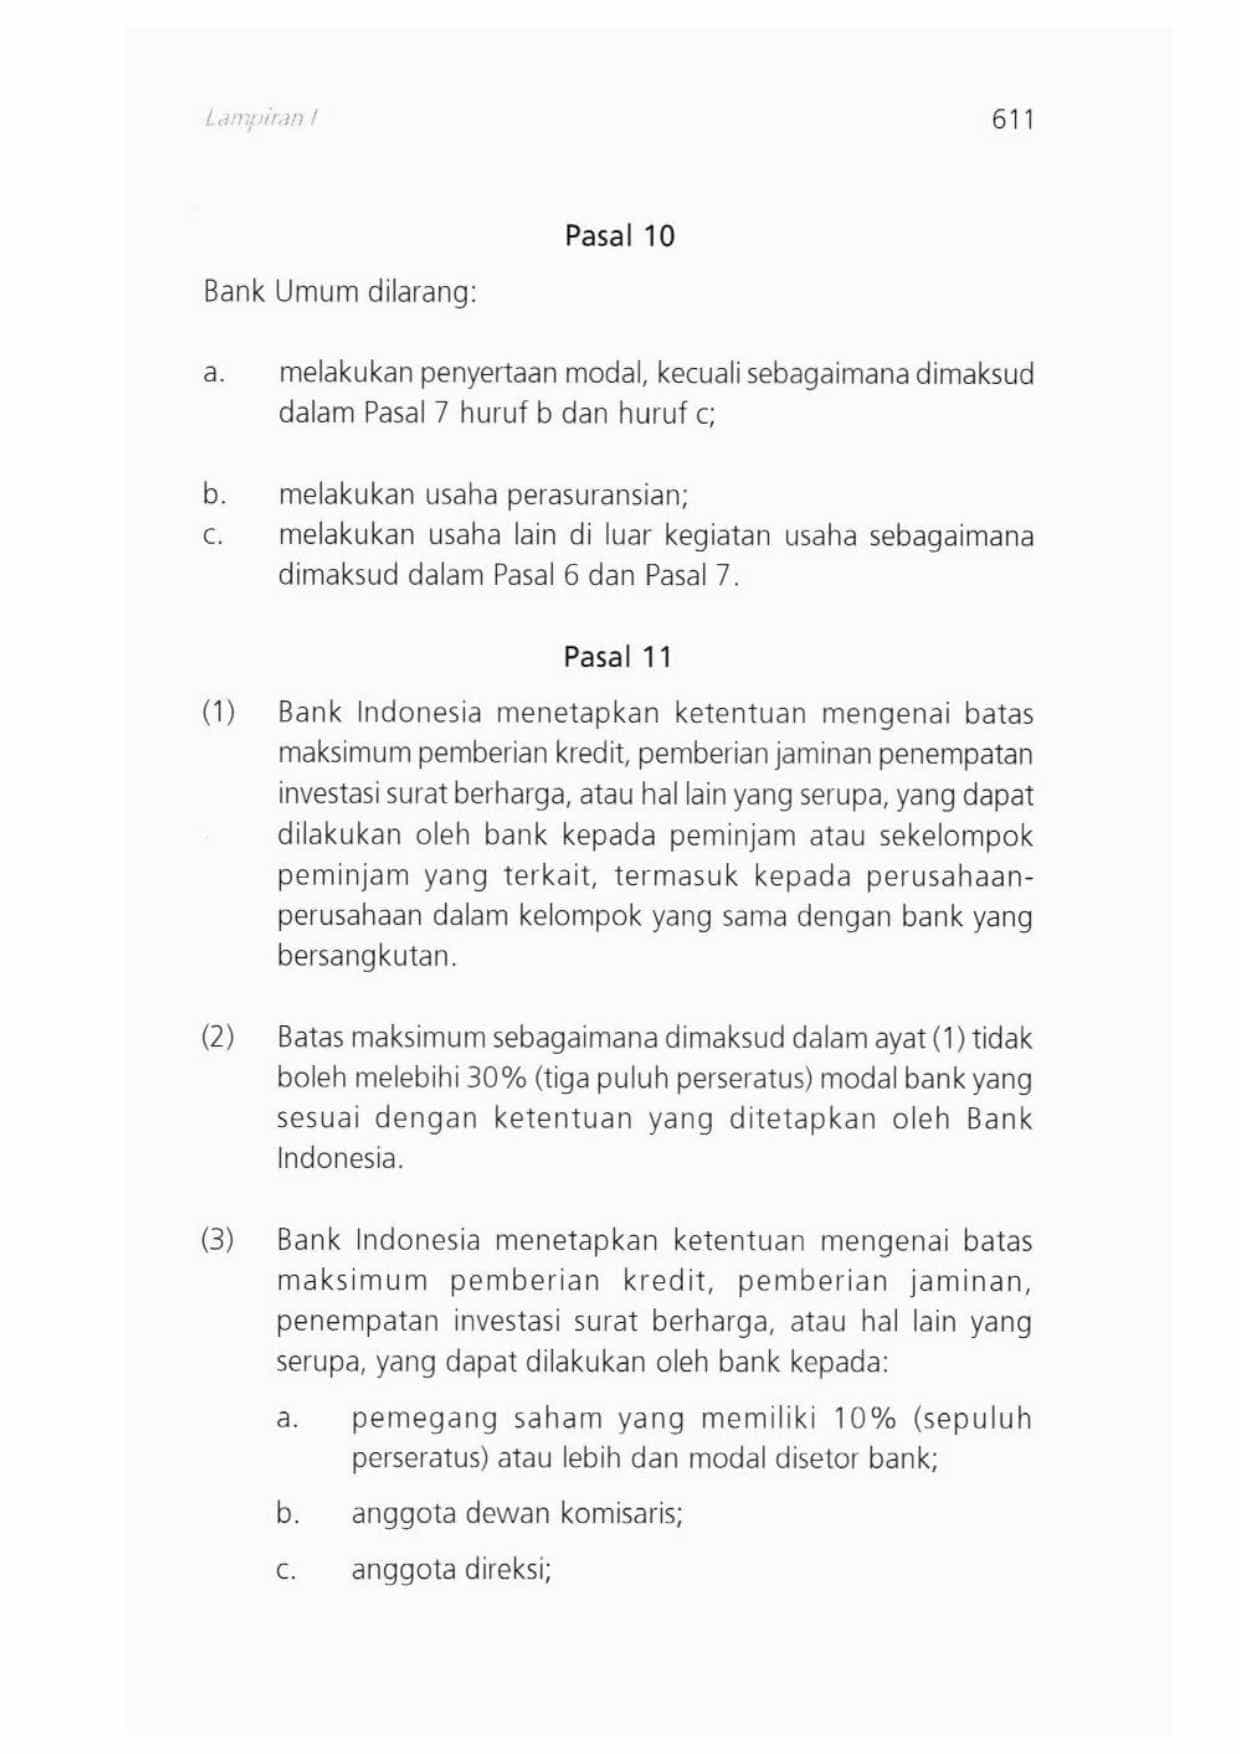 Lampiran I
611
Pasal 10
Bank Umum dilarang:
a. melakukan penyertaan modal, kecuali sebagaimana dimaksud
dalam Pasal 7 huruf b dan huruf c;
b. melakukan usaha perasuransian;
c. melakukan usaha lain di luar kegiatan usaha sebagaimana
dimaksud dalam Pasal 6 dan Pasal 7.
Pasal 11
(1) Bank Indonesia menetapkan ketentuan mengenai batas
maksimum pemberian kredit, pemberian jaminan penempatan
investasi surat berharga, atau hal lain yang serupa, yang dapat
dilakukan oleh bank kepada peminjam atau sekelompok
peminjam yang terkait, termasuk kepada perusahaan-
perusahaan dalam kelompok yang sama dengan bank yang
bersangkutan.
(2) Batas maksimum sebagaimana dimaksud dalam ayat (1) tidak
boleh melebihi 30% (tiga puluh perseratus) modal bank yang
sesuai dengan ketentuan yang ditetapkan oleh Bank
Indonesia.
(3) Bank Indonesia menetapkan ketentuan mengenai batas
maksimum pemberian kredit, pemberian jaminan,
penempatan investasi surat berharga, atau hal lain yang
serupa, yang dapat dilakukan oleh bank kepada:
a. pemegang saham yang memiliki 10% (sepuluh
perseratus) atau lebih dan modal disetor bank;
b. anggota dewan komisaris;
c. anggota direksi;